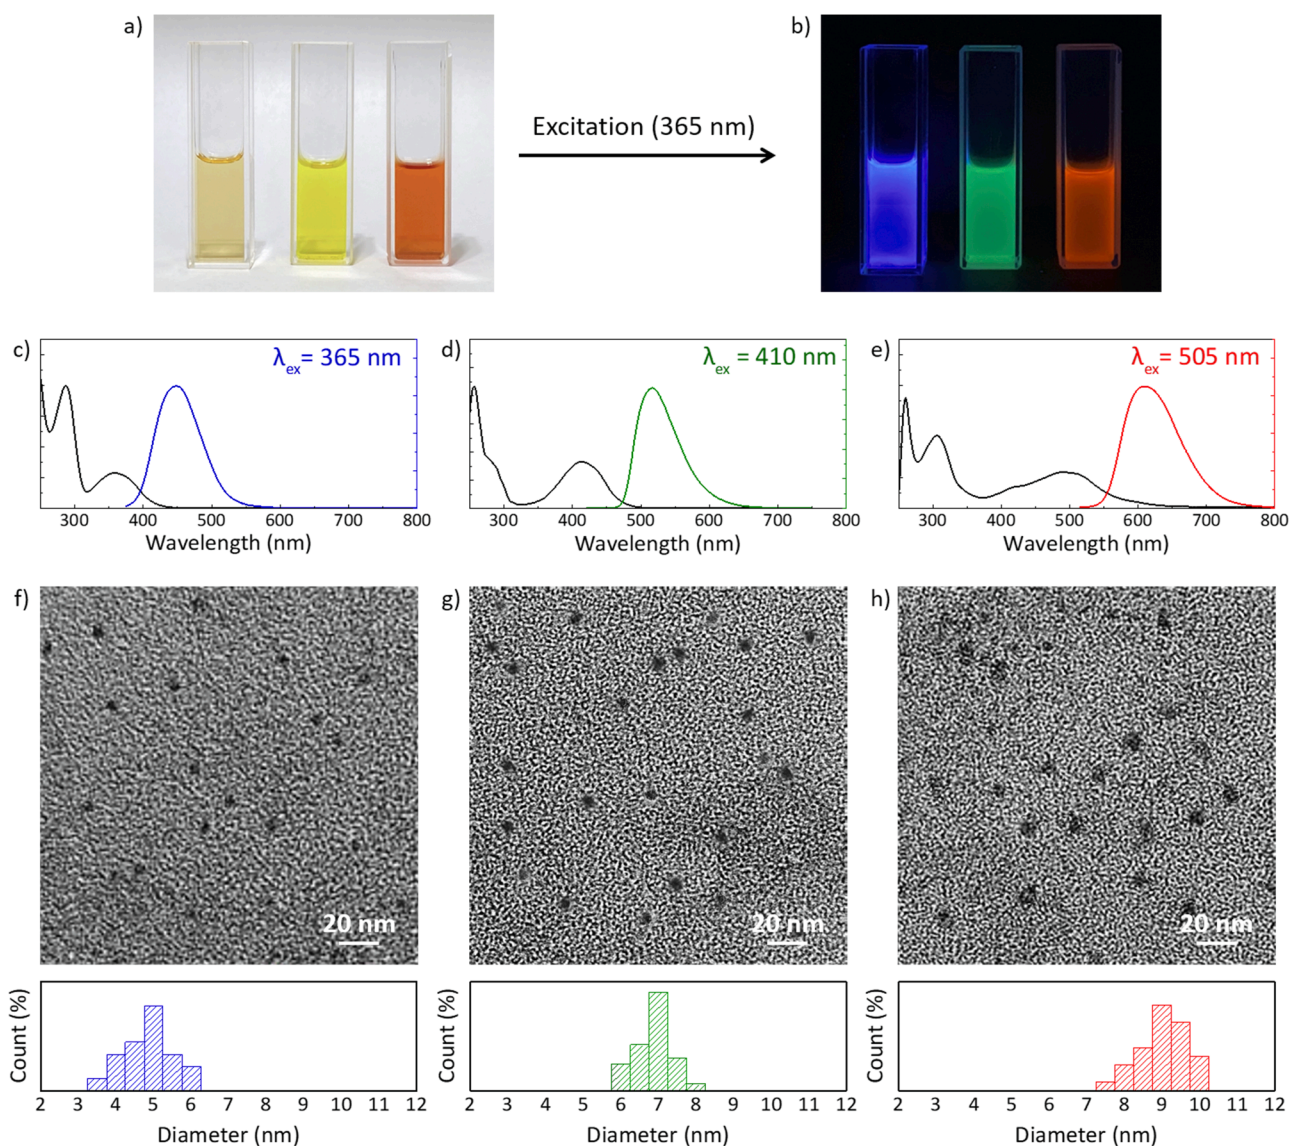 a)
b)
Excitation (365 nm)
c)
λex= 365 nm
d)
λex= 410 nm
e)
λex= 505 nm
300 400 500 600 700 800
300 400 500 600 700 800
300 400 500 600 700 800
Wavelength (nm)
Wavelength (nm)
Wavelength (nm)
f)
g)
h)
20 nm
20 nm
20 nm
Count (%)
Count (%)
Count (%)
2 3 4 5 6 7 8 9 10 11 12
2 3 4 5 6 7 8 9 10 11 12
2 3 4 5 6 7 8 9 10 11 12
Diameter (nm)
Diameter (nm)
Diameter (nm)